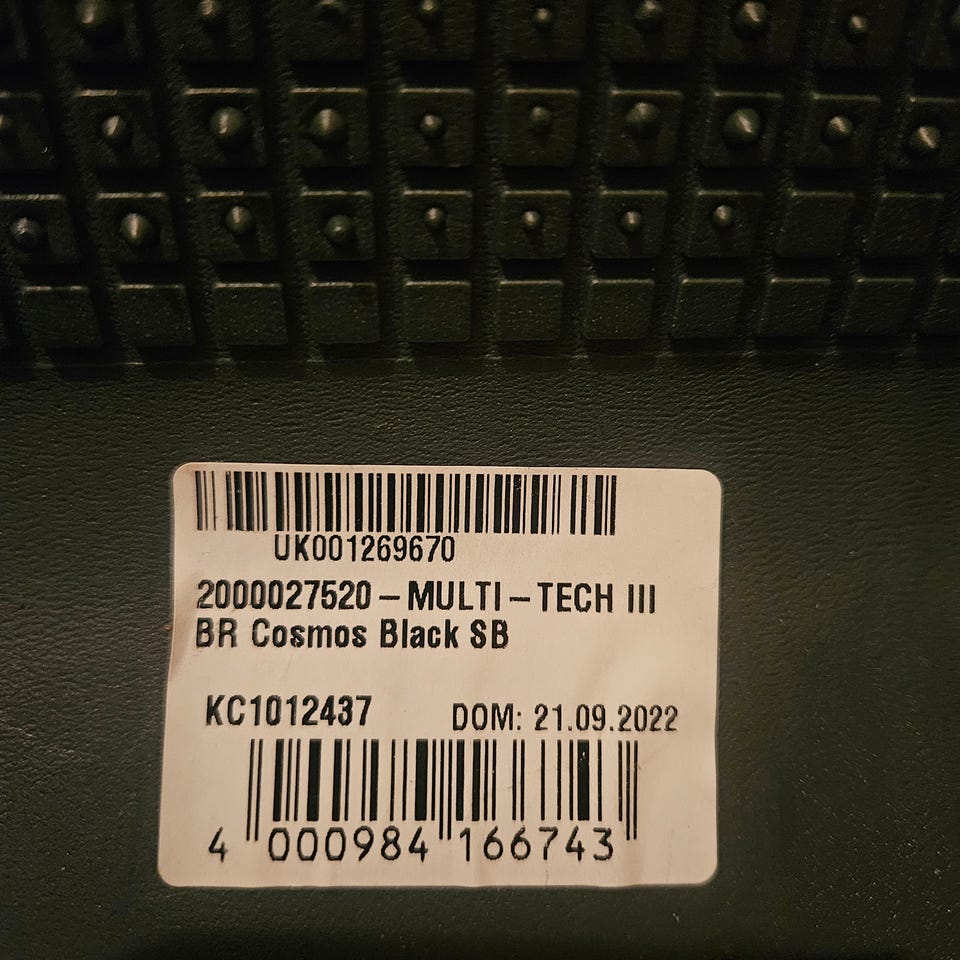 UK001269670
2000027520 – MULTI – TECH III
BR Cosmos Black SB
KC1012437 DOM: 21.09.2022
4 000984 166743